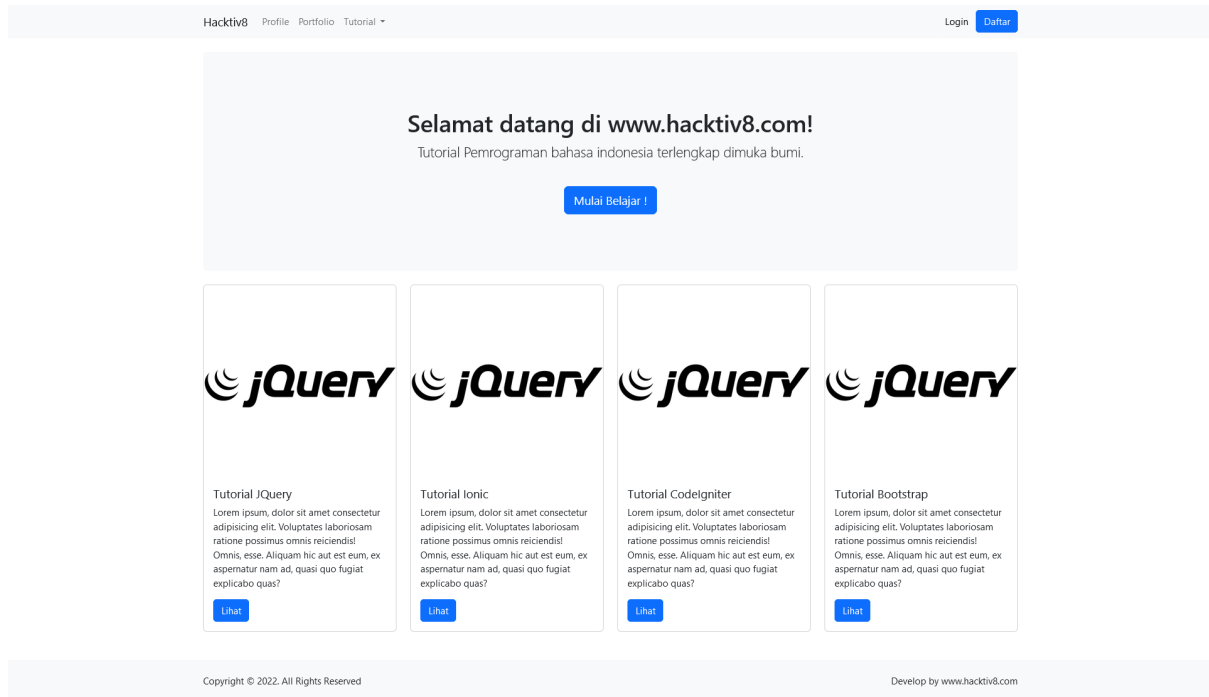 Hacktiv8 Profile Portfolio Tutorial Login Daftar
Selamat datang di www.hacktiv8.com!
Tutorial Pemrograman bahasa indonesia terlengkap dimuka bumi.
Mulai Belajar !
jQuery
Tutorial JQuery
Lorem ipsum, dolor sit amet consectetur
adipisicing elit. Voluptates laboriosam
ratione possimus omnis reiciendis!
Omnis, esse. Aliquam hic aut est eum, ex
aspernatur nam ad, quasi quo fugiat
explicabo quas?
Lihat
jQuery
Tutorial Ionic
Lorem ipsum, dolor sit amet consectetur
adipisicing elit. Voluptates laboriosam
ratione possimus omnis reiciendis!
Omnis, esse. Aliquam hic aut est eum, ex
aspernatur nam ad, quasi quo fugiat
explicabo quas?
Lihat
jQuery
Tutorial CodeIgniter
Lorem ipsum, dolor sit amet consectetur
adipisicing elit. Voluptates laboriosam
ratione possimus omnis reiciendis!
Omnis, esse. Aliquam hic aut est eum, ex
aspernatur nam ad, quasi quo fugiat
explicabo quas?
Lihat
jQuery
Tutorial Bootstrap
Lorem ipsum, dolor sit amet consectetur
adipisicing elit. Voluptates laboriosam
ratione possimus omnis reiciendis!
Omnis, esse. Aliquam hic aut est eum, ex
aspernatur nam ad, quasi quo fugiat
explicabo quas?
Lihat
Copyright © 2022. All Rights Reserved Develop by www.hacktiv8.com